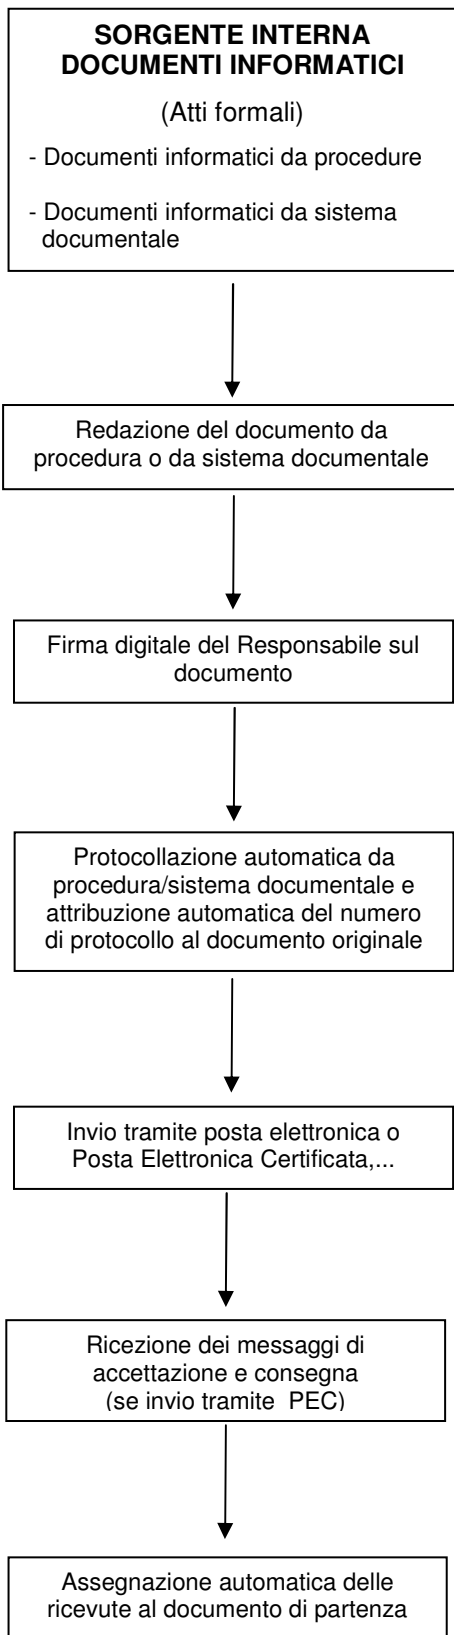 SORGENTE INTERNA
DOCUMENTI INFORMATICI
(Atti formali)
- Documenti informatici da procedure
- Documenti informatici da sistema
documentale
Redazione del documento da
procedura o da sistema documentale
Firma digitale del Responsabile sul
documento
Protocollazione automatica da
procedura/sistema documentale e
attribuzione automatica del numero
di protocollo al documento originale
Invio tramite posta elettronica o
Posta Elettronica Certificata,...
Ricezione dei messaggi di
accettazione e consegna
(se invio tramite PEC)
Assegnazione automatica delle
ricevute al documento di partenza